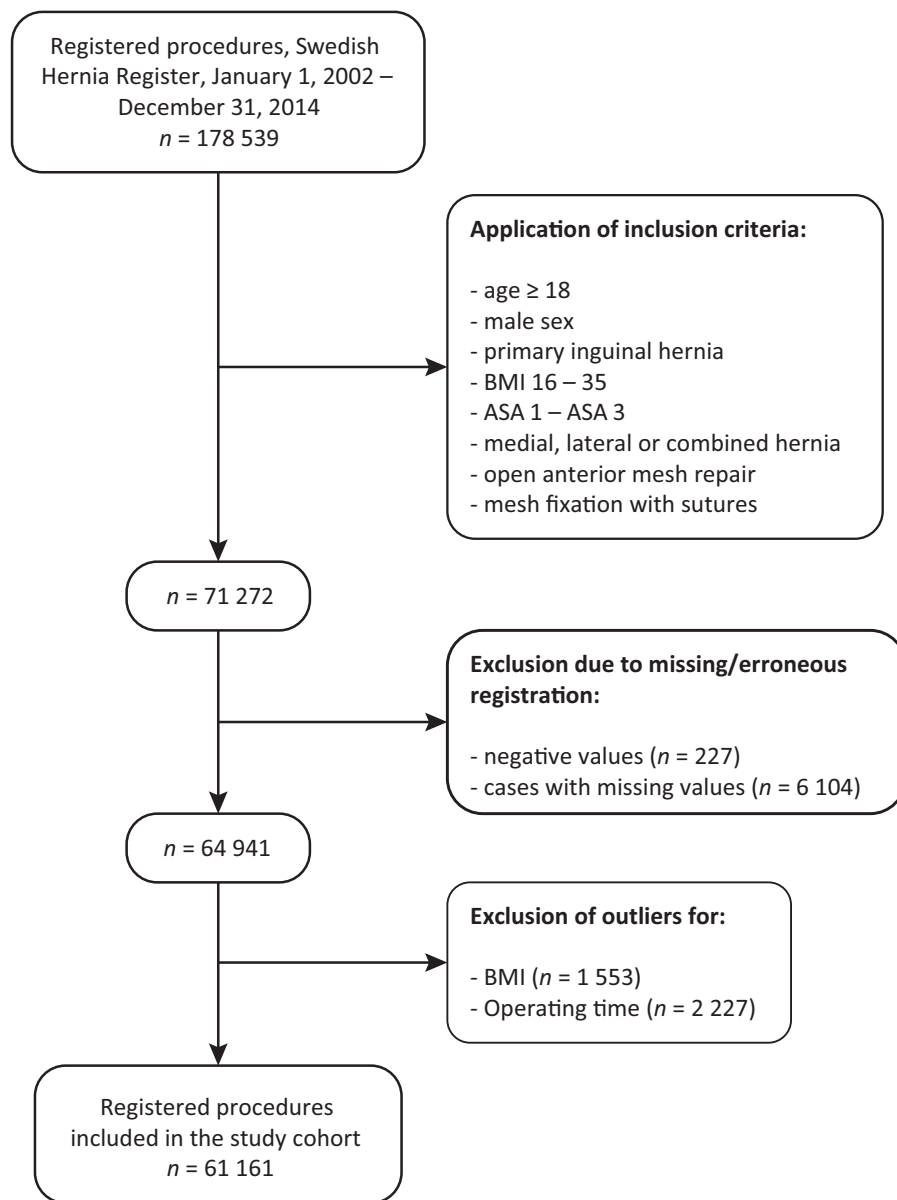 Registered procedures, Swedish
Hernia Register, January 1, 2002 –
December 31, 2014
n = 178 539
Application of inclusion criteria:
- age ≥ 18
- male sex
- primary inguinal hernia
- BMI 16 – 35
- ASA 1 – ASA 3
- medial, lateral or combined hernia
- open anterior mesh repair
- mesh fixation with sutures
n = 71 272
Exclusion due to missing/erroneous
registration:
- negative values (n = 227)
- cases with missing values (n = 6 104)
n = 64 941
Exclusion of outliers for:
- BMI (n = 1 553)
- Operating time (n = 2 227)
Registered procedures
included in the study cohort
n = 61 161